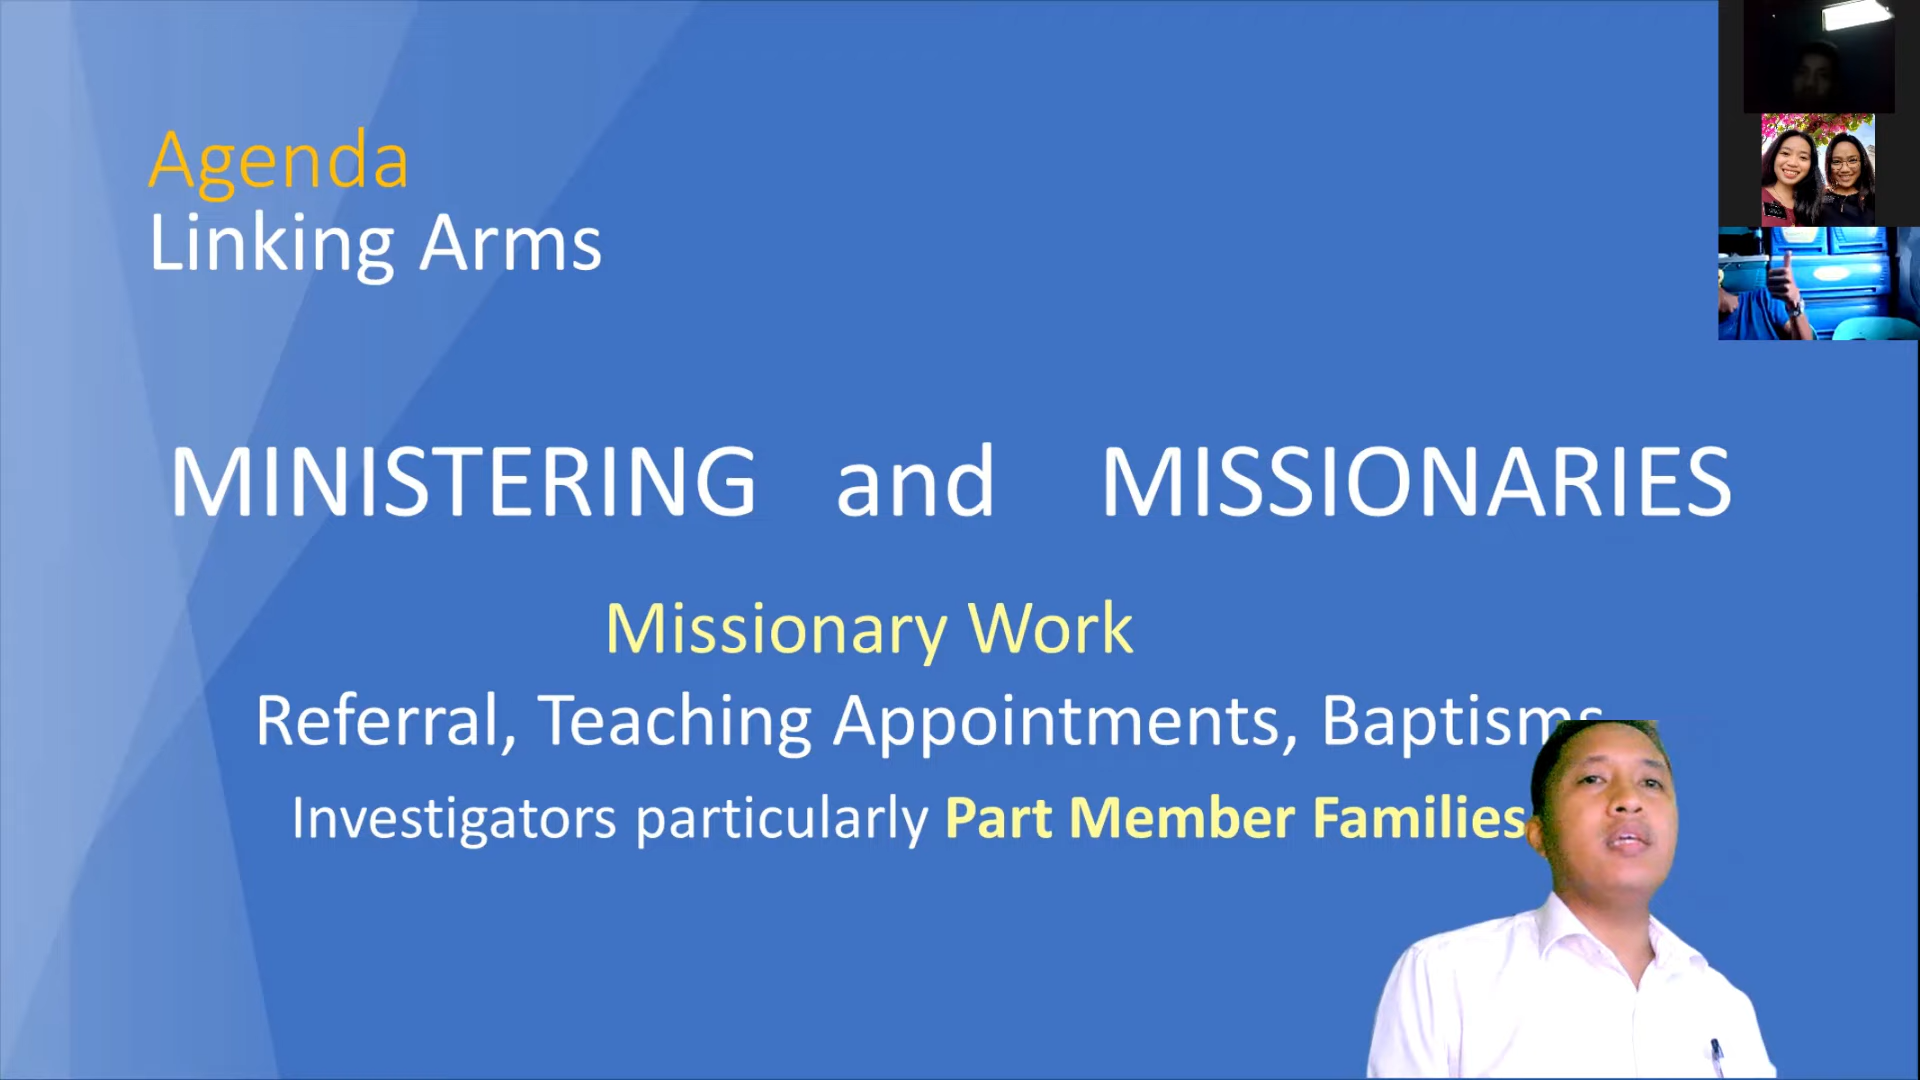 Agenda
Linking Arms
MINISTERING and MISSIONARIES
Missionary Work
Referral, Teaching Appointments, Baptisms
Investigators particularly Part Member Families